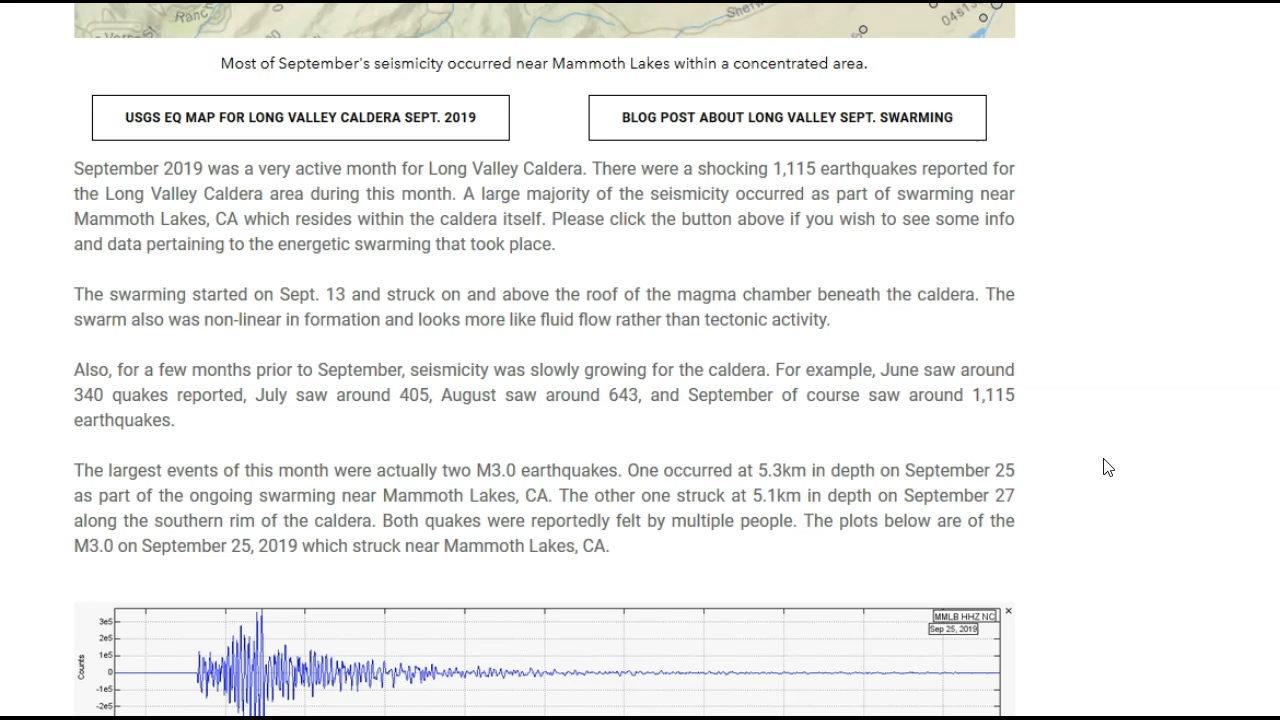 Ranc
Sher
04s1
Most of September's seismicity occurred near Mammoth Lakes within a concentrated area.
USGS EQ MAP FOR LONG VALLEY CALDERA SEPT. 2019
BLOG POST ABOUT LONG VALLEY SEPT. SWARMING
September 2019 was a very active month for Long Valley Caldera. There were a shocking 1,115 earthquakes reported for
the Long Valley Caldera area during this month. A large majority of the seismicity occurred as part of swarming near
Mammoth Lakes, CA which resides within the caldera itself. Please click the button above if you wish to see some info
and data pertaining to the energetic swarming that took place.
The swarming started on Sept. 13 and struck on and above the roof of the magma chamber beneath the caldera. The
swarm also was non-linear in formation and looks more like fluid flow rather than tectonic activity.
Also, for a few months prior to September, seismicity was slowly growing for the caldera. For example, June saw around
340 quakes reported, July saw around 405, August saw around 643, and September of course saw around 1,115
earthquakes.
The largest events of this month were actually two M3.0 earthquakes. One occurred at 5.3km in depth on September 25
as part of the ongoing swarming near Mammoth Lakes, CA. The other one struck at 5.1km in depth on September 27
along the southern rim of the caldera. Both quakes were reportedly felt by multiple people. The plots below are of the
M3.0 on September 25, 2019 which struck near Mammoth Lakes, CA.
MMLB HHZ NC
Sep 25, 2019
3e5
2e5
1e5
0
-1e5
-2e5
Counts